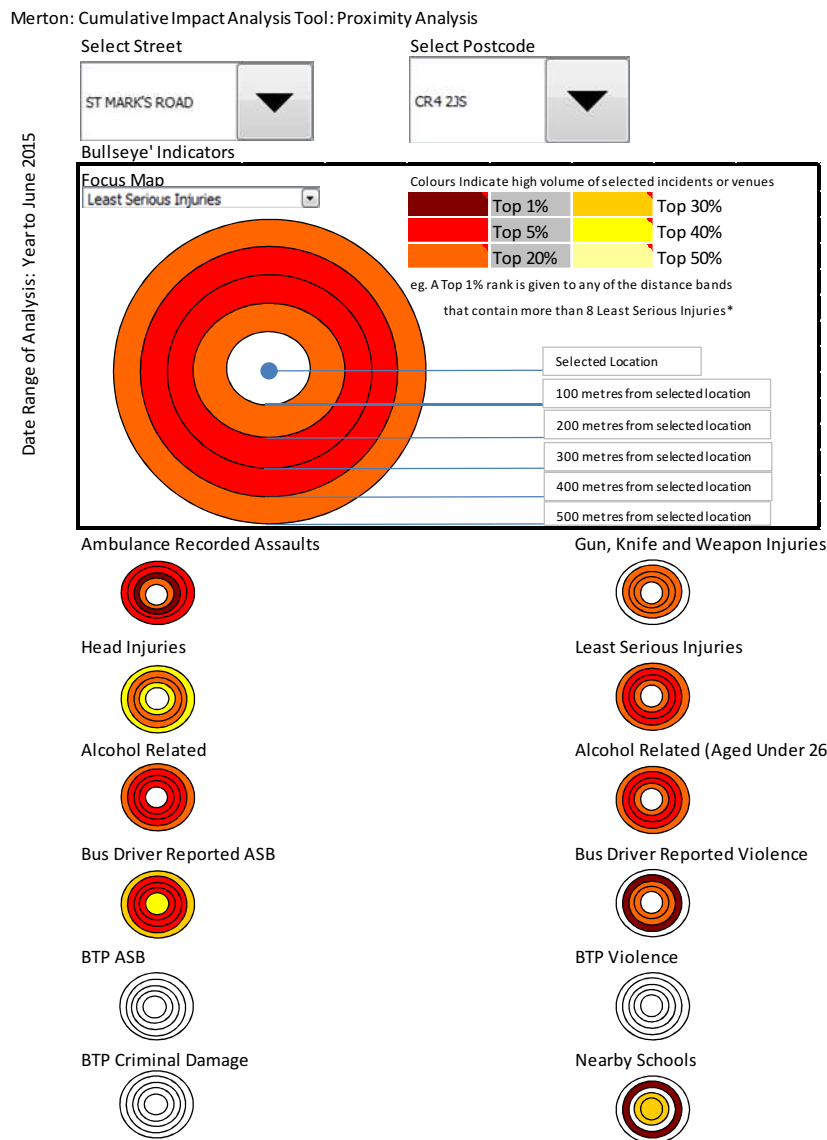 Merton: Cumulative Impact Analysis Tool: Proximity Analysis
Select Street
Select Postcode
ST MARK'S ROAD
CR4 2JS
Date Range of Analysis: Year to June 2015
Bullseye' Indicators
Focus Map
Least Serious Injuries
Colours Indicate high volume of selected incidents or venues
Top 1%
Top 30%
Top 5%
Top 40%
Top 20%
Top 50%
eg. A Top 1% rank is given to any of the distance bands
that contain more than 8 Least Serious Injuries*
Selected Location
100 metres from selected location
200 metres from selected location
300 metres from selected location
400 metres from selected location
500 metres from selected location
Ambulance Recorded Assaults
Gun, Knife and Weapon Injuries
Head Injuries
Least Serious Injuries
Alcohol Related
Alcohol Related (Aged Under 26
Bus Driver Reported ASB
Bus Driver Reported Violence
BTP ASB
BTP Violence
BTP Criminal Damage
Nearby Schools